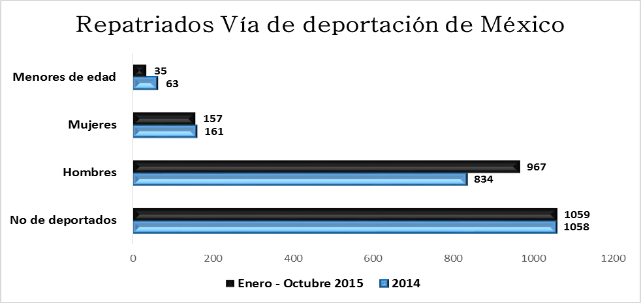 Repatriados Vía de deportación de México
Menores de edad
35
63
Mujeres
157
161
Hombres
967
834
No de deportados
1059
1058
0 200 400 600 800 1000 1200
Enero - Octubre 2015 2014